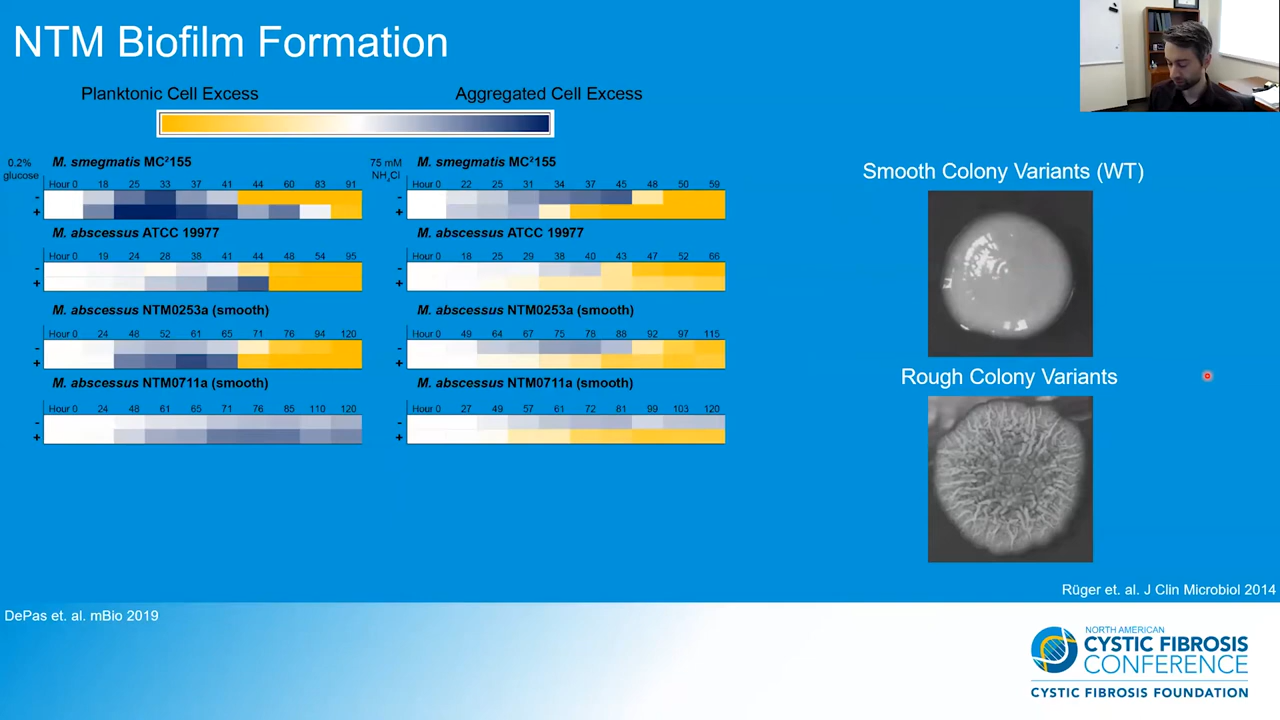 NTM Biofilm Formation
Planktonic Cell Excess Aggregated Cell Excess
0.2% glucose
M. smegmatis MC²155
Hour 0 18 25 33 37 41 44 60 83 91
-
+
M. abscessus ATCC 19977
Hour 0 19 24 28 38 41 44 48 54 95
-
+
M. abscessus NTM0253a (smooth)
Hour 0 24 48 52 61 65 71 76 94 120
-
+
M. abscessus NTM0711a (smooth)
Hour 0 24 48 61 65 71 76 85 110 120
-
+
75 mM NH₄Cl
M. smegmatis MC²155
Hour 0 22 25 31 34 37 45 48 50 59
-
+
M. abscessus ATCC 19977
Hour 0 18 25 29 38 40 43 47 52 66
-
+
M. abscessus NTM0253a (smooth)
Hour 0 49 64 67 75 78 88 92 97 115
-
+
M. abscessus NTM0711a (smooth)
Hour 0 27 49 57 61 72 81 99 103 120
-
+
Smooth Colony Variants (WT)
Rough Colony Variants
Rüger et. al. J Clin Microbiol 2014
DePas et. al. mBio 2019
NORTH AMERICAN
CYSTIC FIBROSIS
CONFERENCE
CYSTIC FIBROSIS FOUNDATION